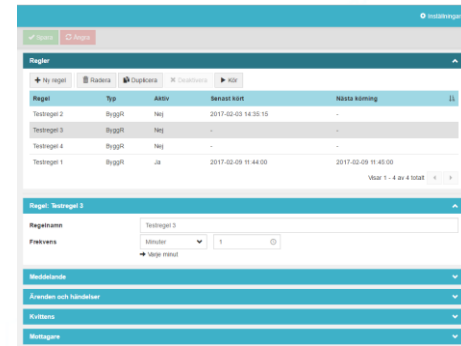 Inställningar
Spara Ångra
Regler
Ny regel Radera Duplicera Deaktivera Kör
Regel Typ Aktiv Senast kört Nästa körning
Testregel 2 ByggR Nej 2017-02-03 14:35:15 -
Testregel 3 ByggR Nej - -
Testregel 4 ByggR Nej - -
Testregel 1 ByggR Ja 2017-02-09 11:44:00 2017-02-09 11:45:00
Visar 1 - 4 av 4 totalt
Regel: Testregel 3
Regelnamn Testregel 3
Frekvens Minuter 1
Varje minut
Meddelande
Ärenden och händelser
Kvittens
Mottagare